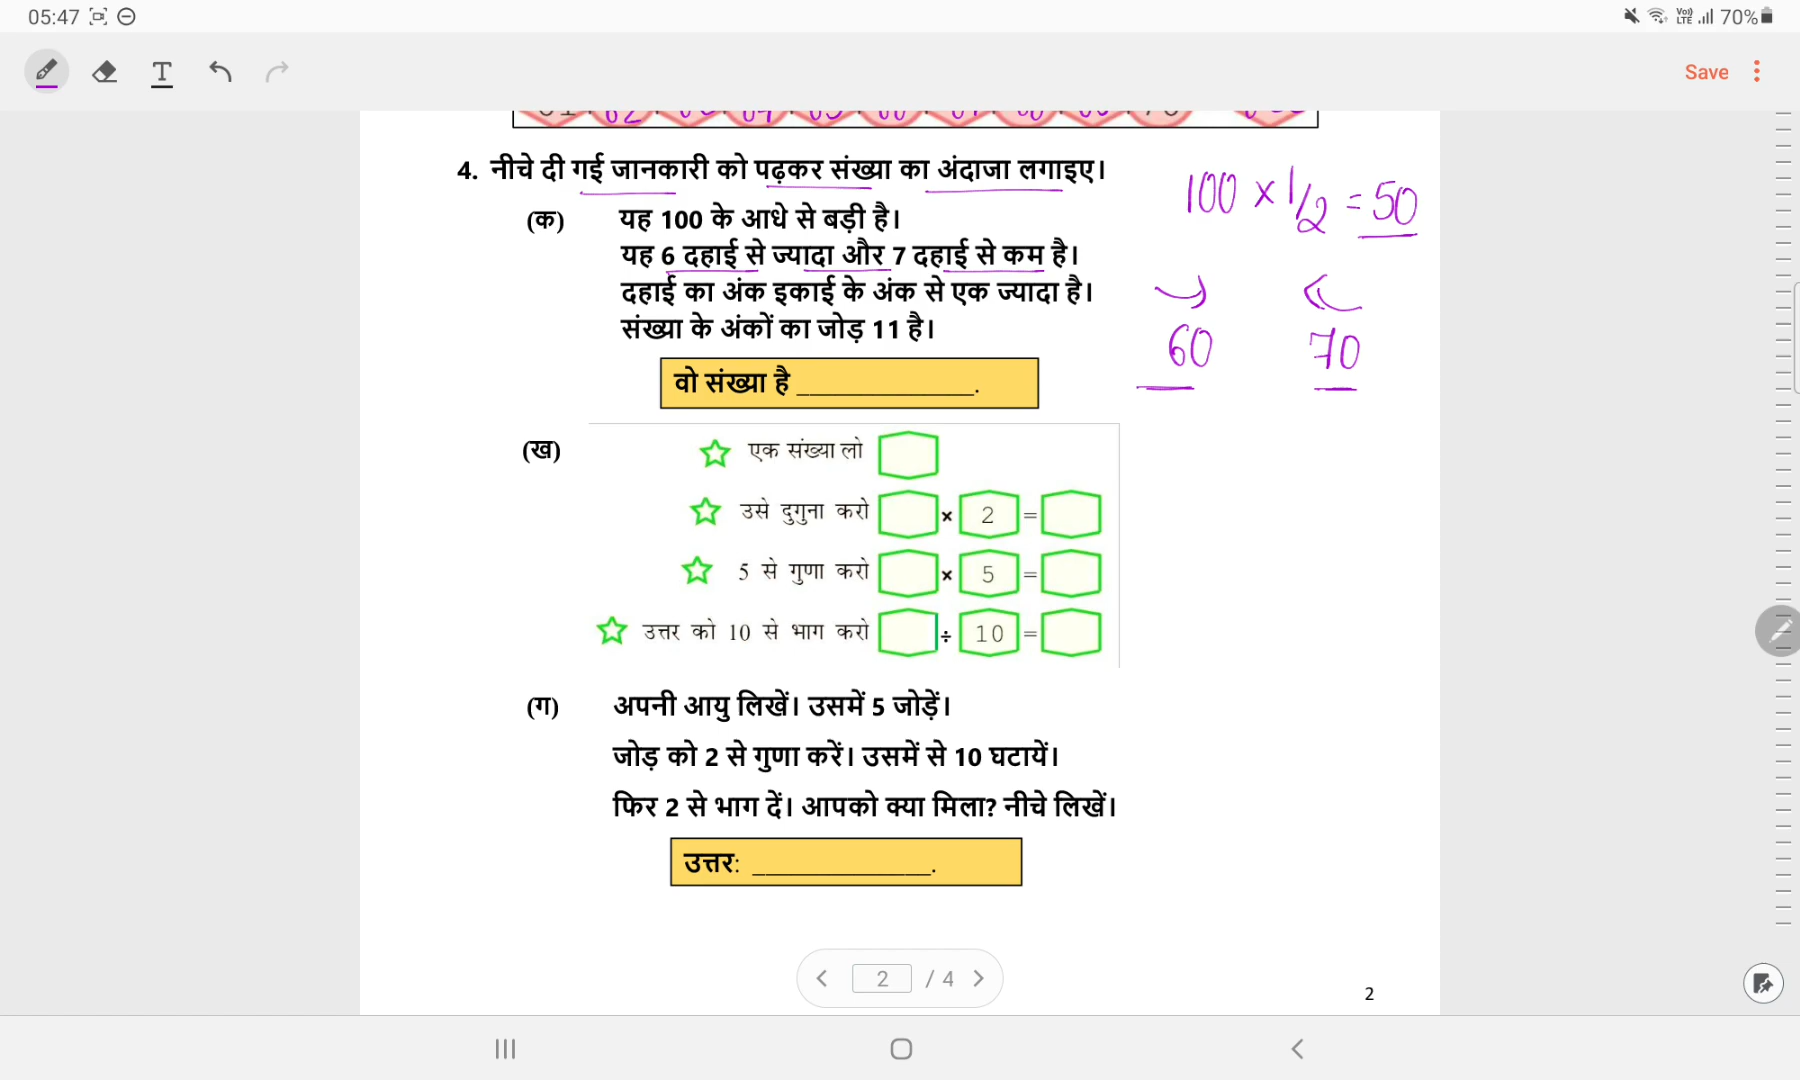 05:47
70%
Save
4. नीचे दी गई जानकारी को पढ़कर संख्या का अंदाजा लगाइए।
100 × 1/2 = 50
(क) यह 100 के आधे से बड़ी है।
यह 6 दहाई से ज्यादा और 7 दहाई से कम है।
दहाई का अंक इकाई के अंक से एक ज्यादा है।
संख्या के अंकों का जोड़ 11 है।
60 70
वो संख्या है ____________.
(ख) एक संख्या लो
उसे दुगुना करो × 2 =
5 से गुणा करो × 5 =
उत्तर को 10 से भाग करो ÷ 10 =
(ग) अपनी आयु लिखें। उसमें 5 जोड़ें।
जोड़ को 2 से गुणा करें। उसमें से 10 घटायें।
फिर 2 से भाग दें। आपको क्या मिला? नीचे लिखें।
उत्तर: ____________.
2 / 4
2